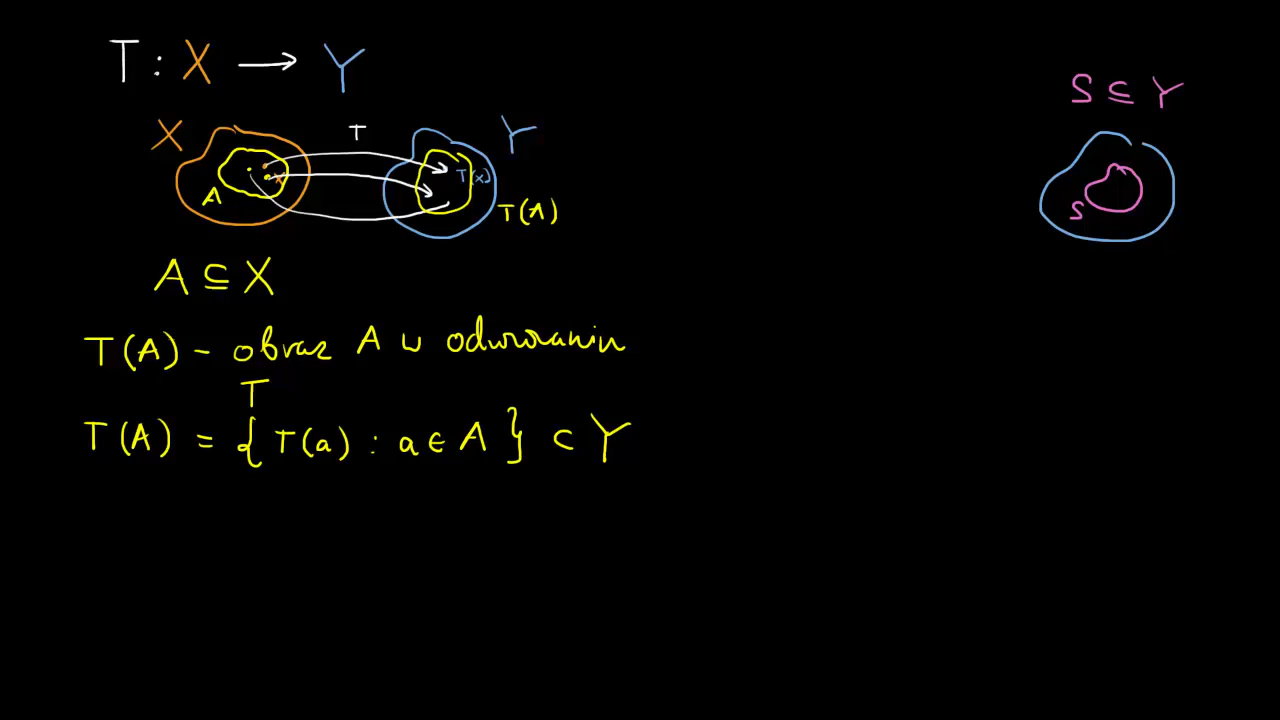 T : X → Y
S ⊆ Y
X T Y
A x T(x) T(A)
S
A ⊆ X
T(A) – obraz A w odwzorowaniu
T
T(A) = { T(a) : a ∈ A } ⊂ Y